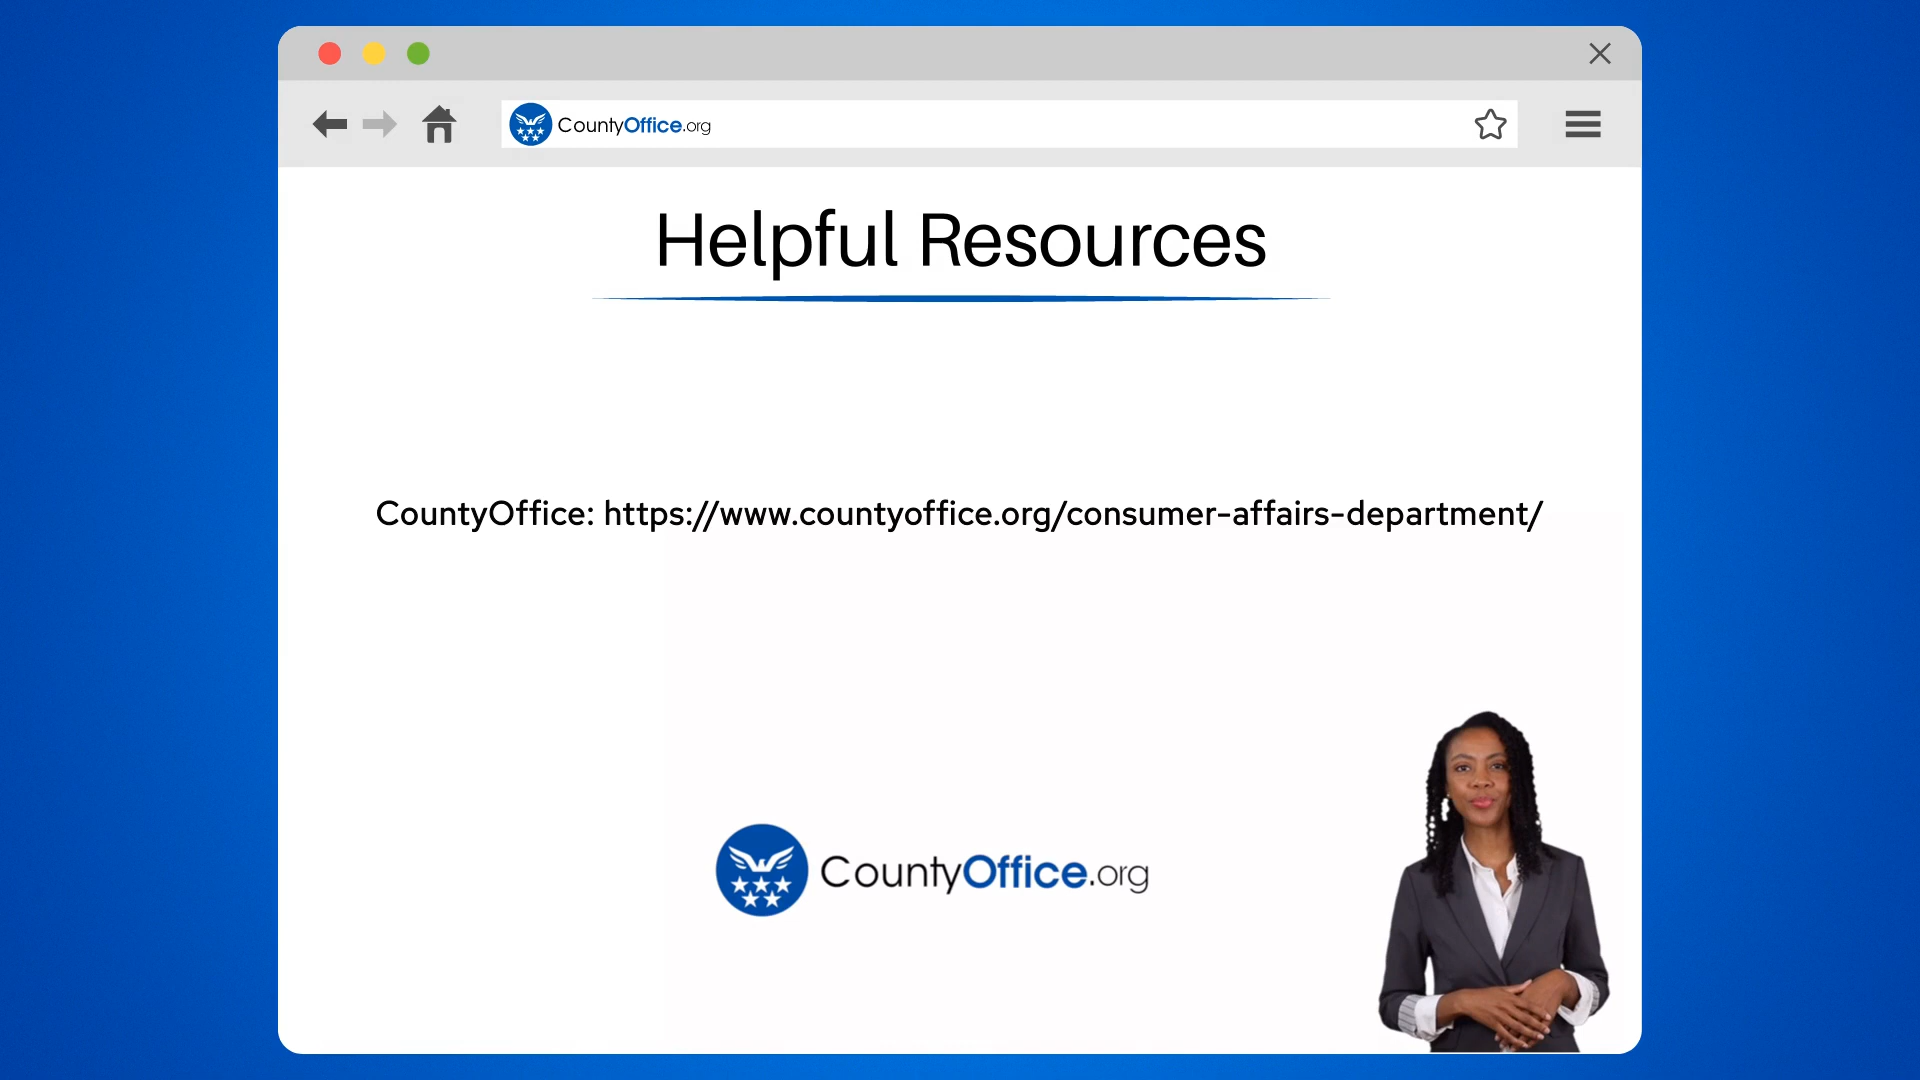 CountyOffice.org
Helpful Resources
CountyOffice: https://www.countyoffice.org/consumer-affairs-department/
CountyOffice.org